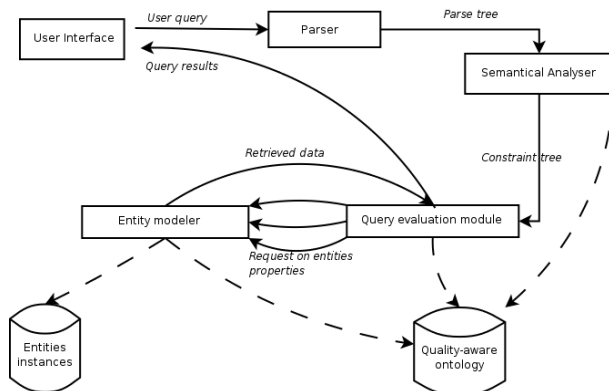 User query
Parse tree
User Interface
Parser
Query results
Semantical Analyser
Retrieved data
Constraint tree
Entity modeler
Query evaluation module
Request on entities
properties
Entities
instances
Quality-aware
ontology